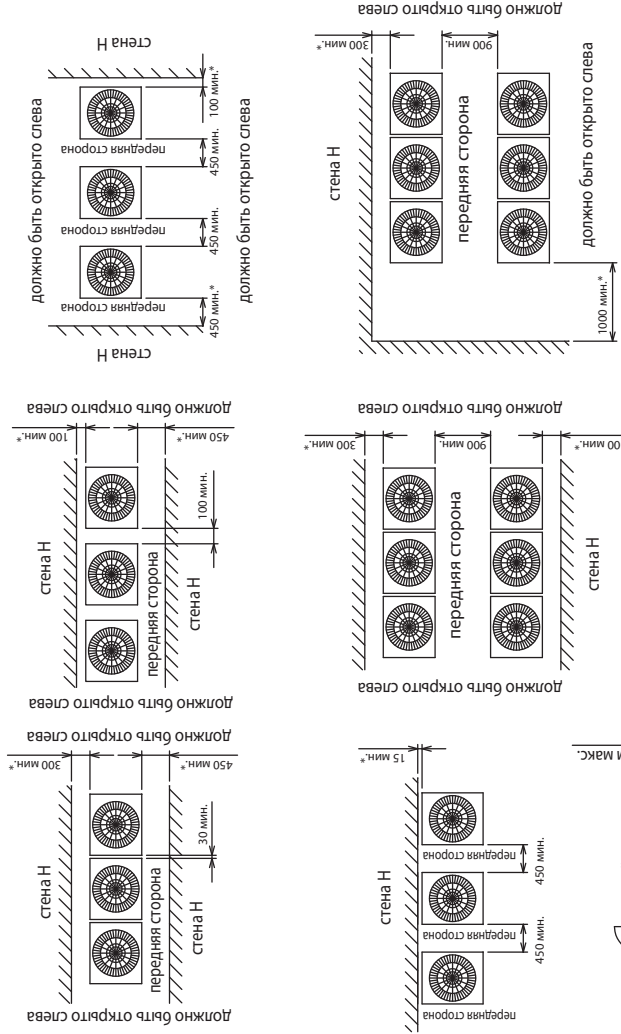 должно быть открыто слева
стена H
стена H
передняя сторона
передняя сторона
передняя сторона
100 мин.*
450 мин.
450 мин.
450 мин.*
должно быть открыто слева
должно быть открыто слева
300 мин.*
900 мин.
стена H
передняя сторона
должно быть открыто слева
1000 мин.*
должно быть открыто слева
100 мин.*
450 мин.*
стена H
100 мин.
передняя сторона
стена H
должно быть открыто слева
должно быть открыто слева
300 мин.*
900 мин.
передняя сторона
стена H
должно быть открыто слева
должно быть открыто слева
300 мин.*
450 мин.*
стена H
30 мин.
передняя сторона
стена H
должно быть открыто слева
15 мин.*
стена H
передняя сторона
450 мин.
передняя сторона
450 мин.
передняя сторона
макс.